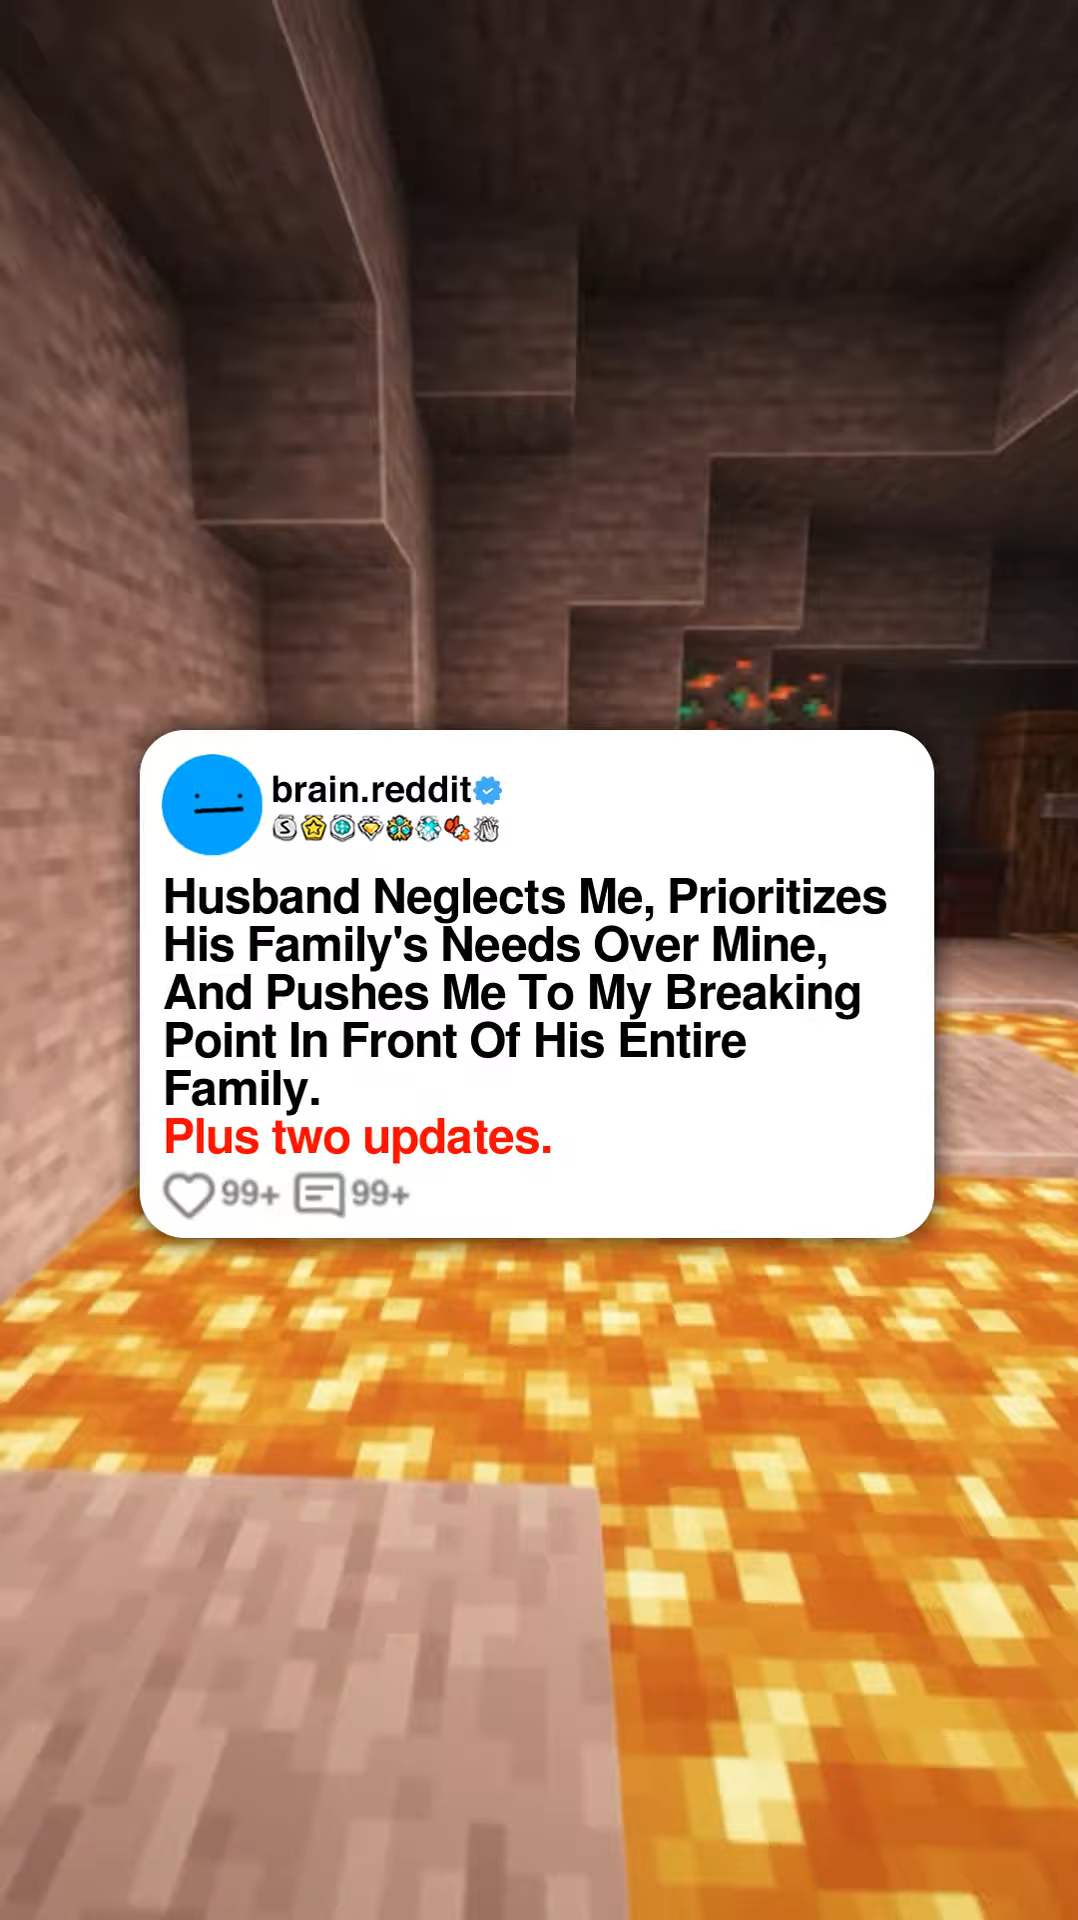 brain.reddit
Husband Neglects Me, Prioritizes
His Family's Needs Over Mine,
And Pushes Me To My Breaking
Point In Front Of His Entire
Family.
Plus two updates.
99+ 99+